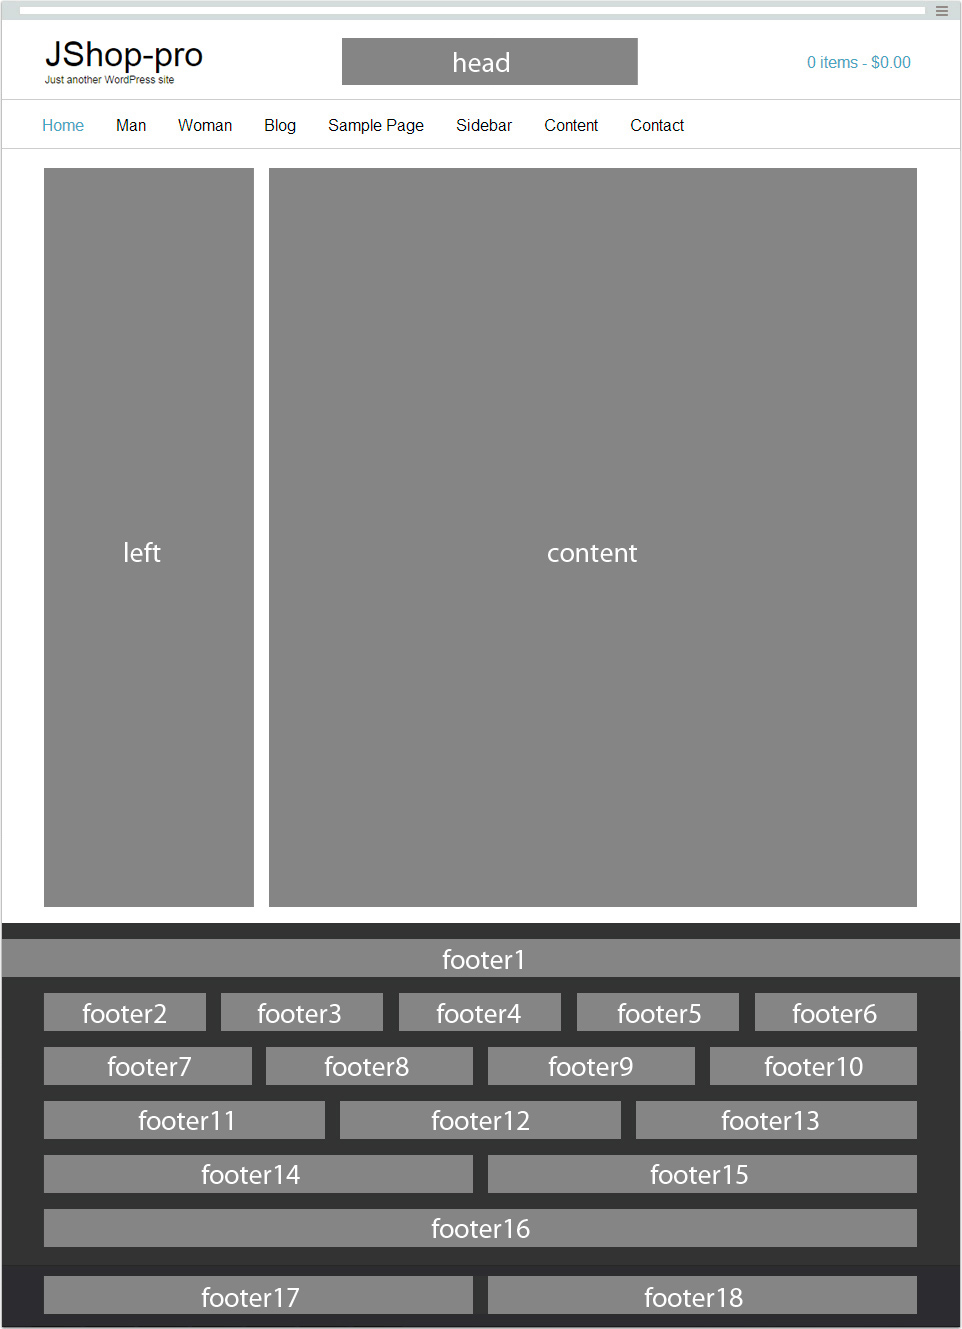 JShop-pro
Just another WordPress site
head
0 items - $0.00
Home Man Woman Blog Sample Page Sidebar Content Contact
left
content
footer1
footer2 footer3 footer4 footer5 footer6
footer7 footer8 footer9 footer10
footer11 footer12 footer13
footer14 footer15
footer16
footer17 footer18